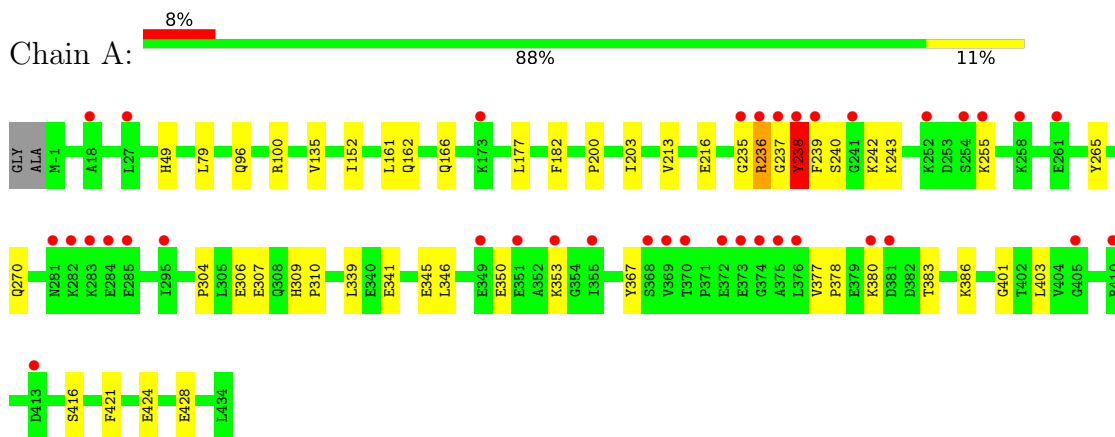 8%
Chain A:
88% 11%
GLY ALA M-1 A18 L27 H49 L79 Q96 R100 V135 I152 L161 Q162 Q166 K173 L177 F182 P200 I203 V213 E216 G235 R236 G237 Y238 F239 S240 G241 K242 K243 K252 D253 S254 K255 K258 E261 Y265
Q270 N281 K282 K283 E284 E285 I295 P304 L305 E306 E307 Q308 H309 P310 L339 E340 E341 E345 L346 E349 E350 E351 A352 K353 G354 I355 Y367 S368 V369 T370 P371 E372 E373 G374 A375 L376 V377 P378 E379 K380 D381 D382 T383 K386 G401 T402 L403 V404 G405
D413 S416 F421 E424 E428 L434